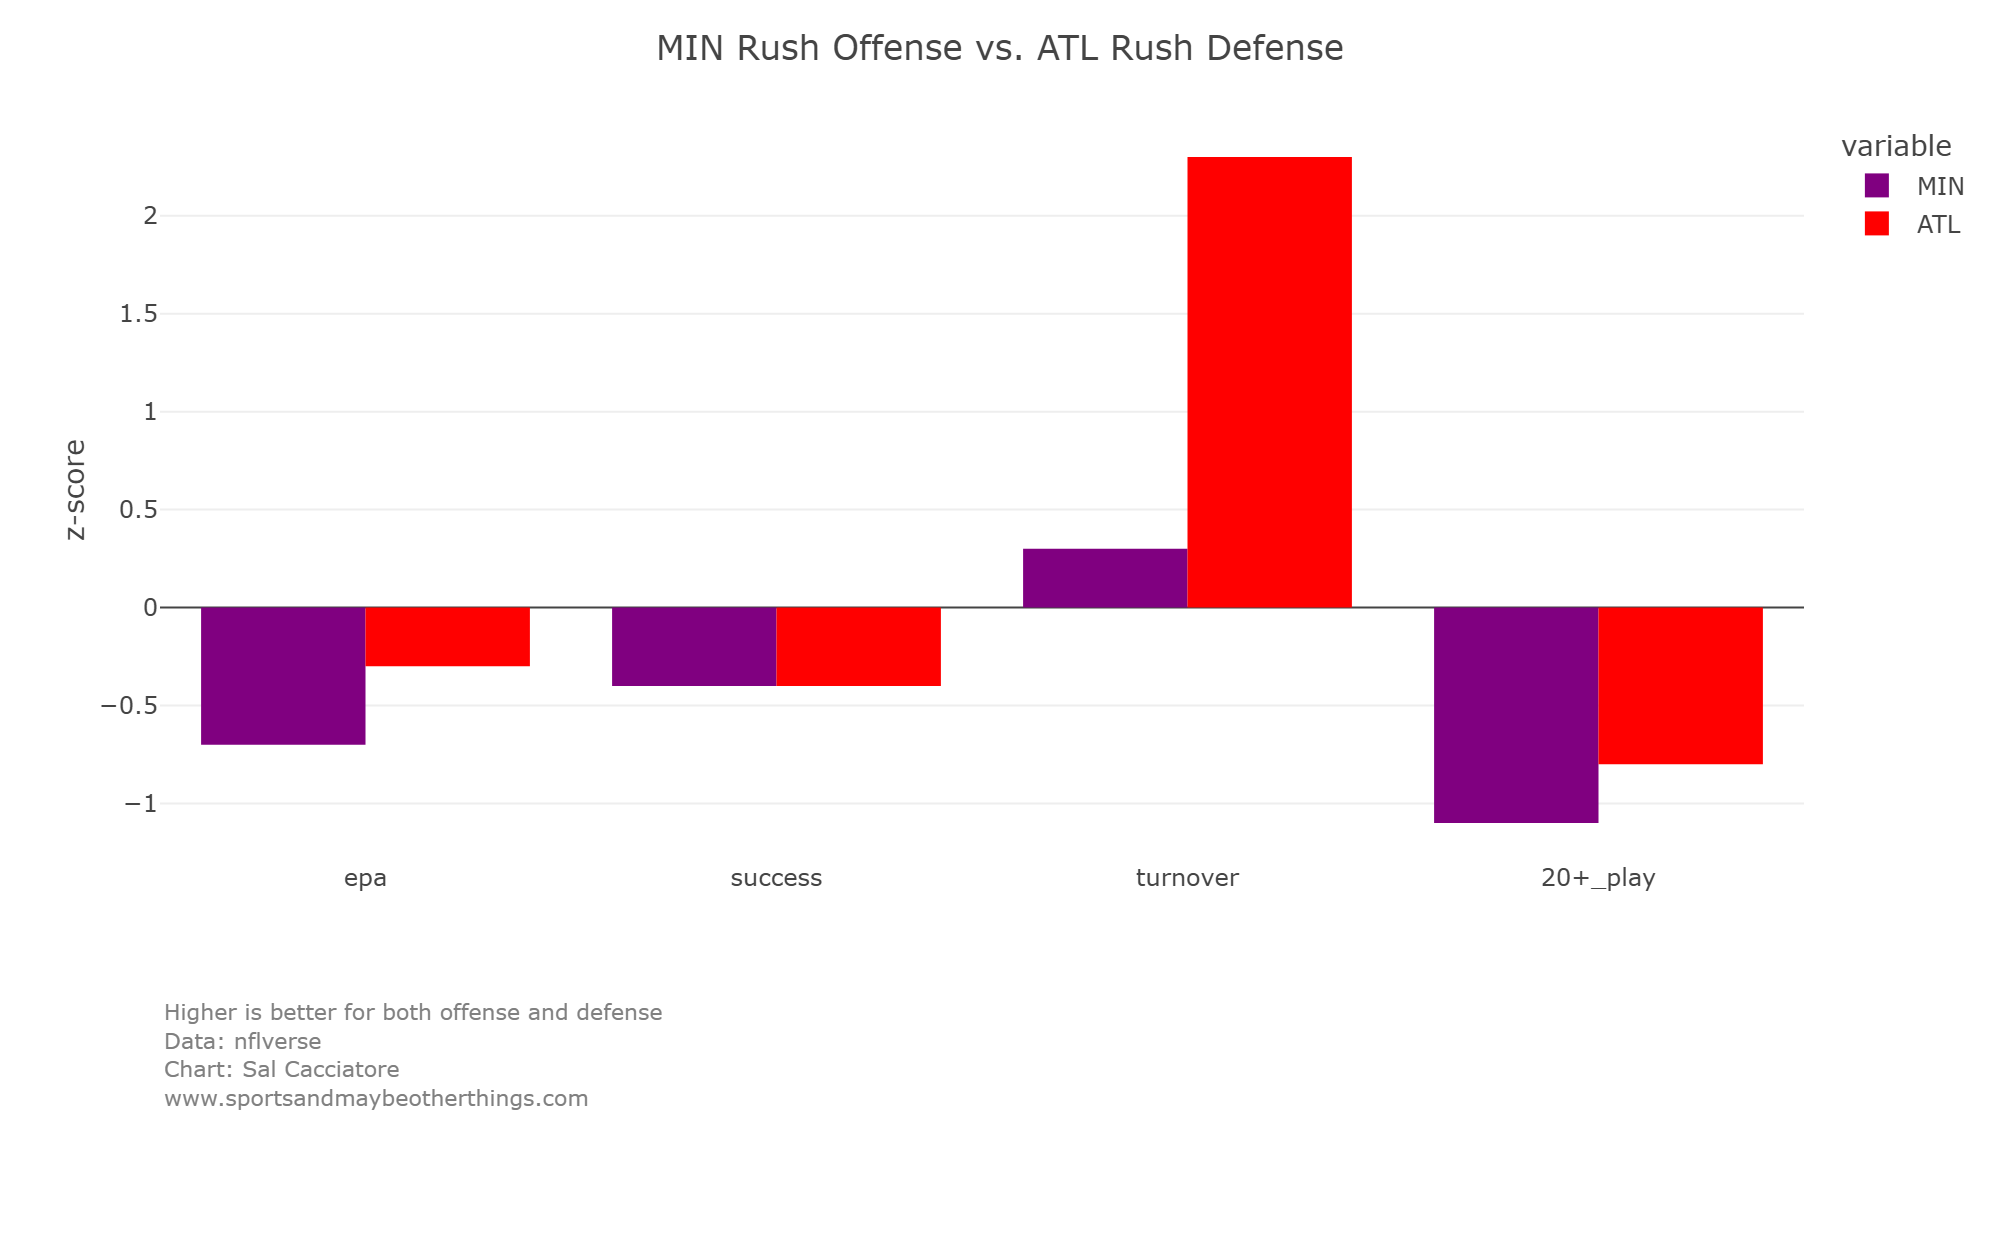 MIN Rush Offense vs. ATL Rush Defense
variable
MIN
ATL
z-score
2
1.5
1
0.5
0
−0.5
−1
epa
success
turnover
20+_play
Higher is better for both offense and defense
Data: nflverse
Chart: Sal Cacciatore
www.sportsandmaybeotherthings.com